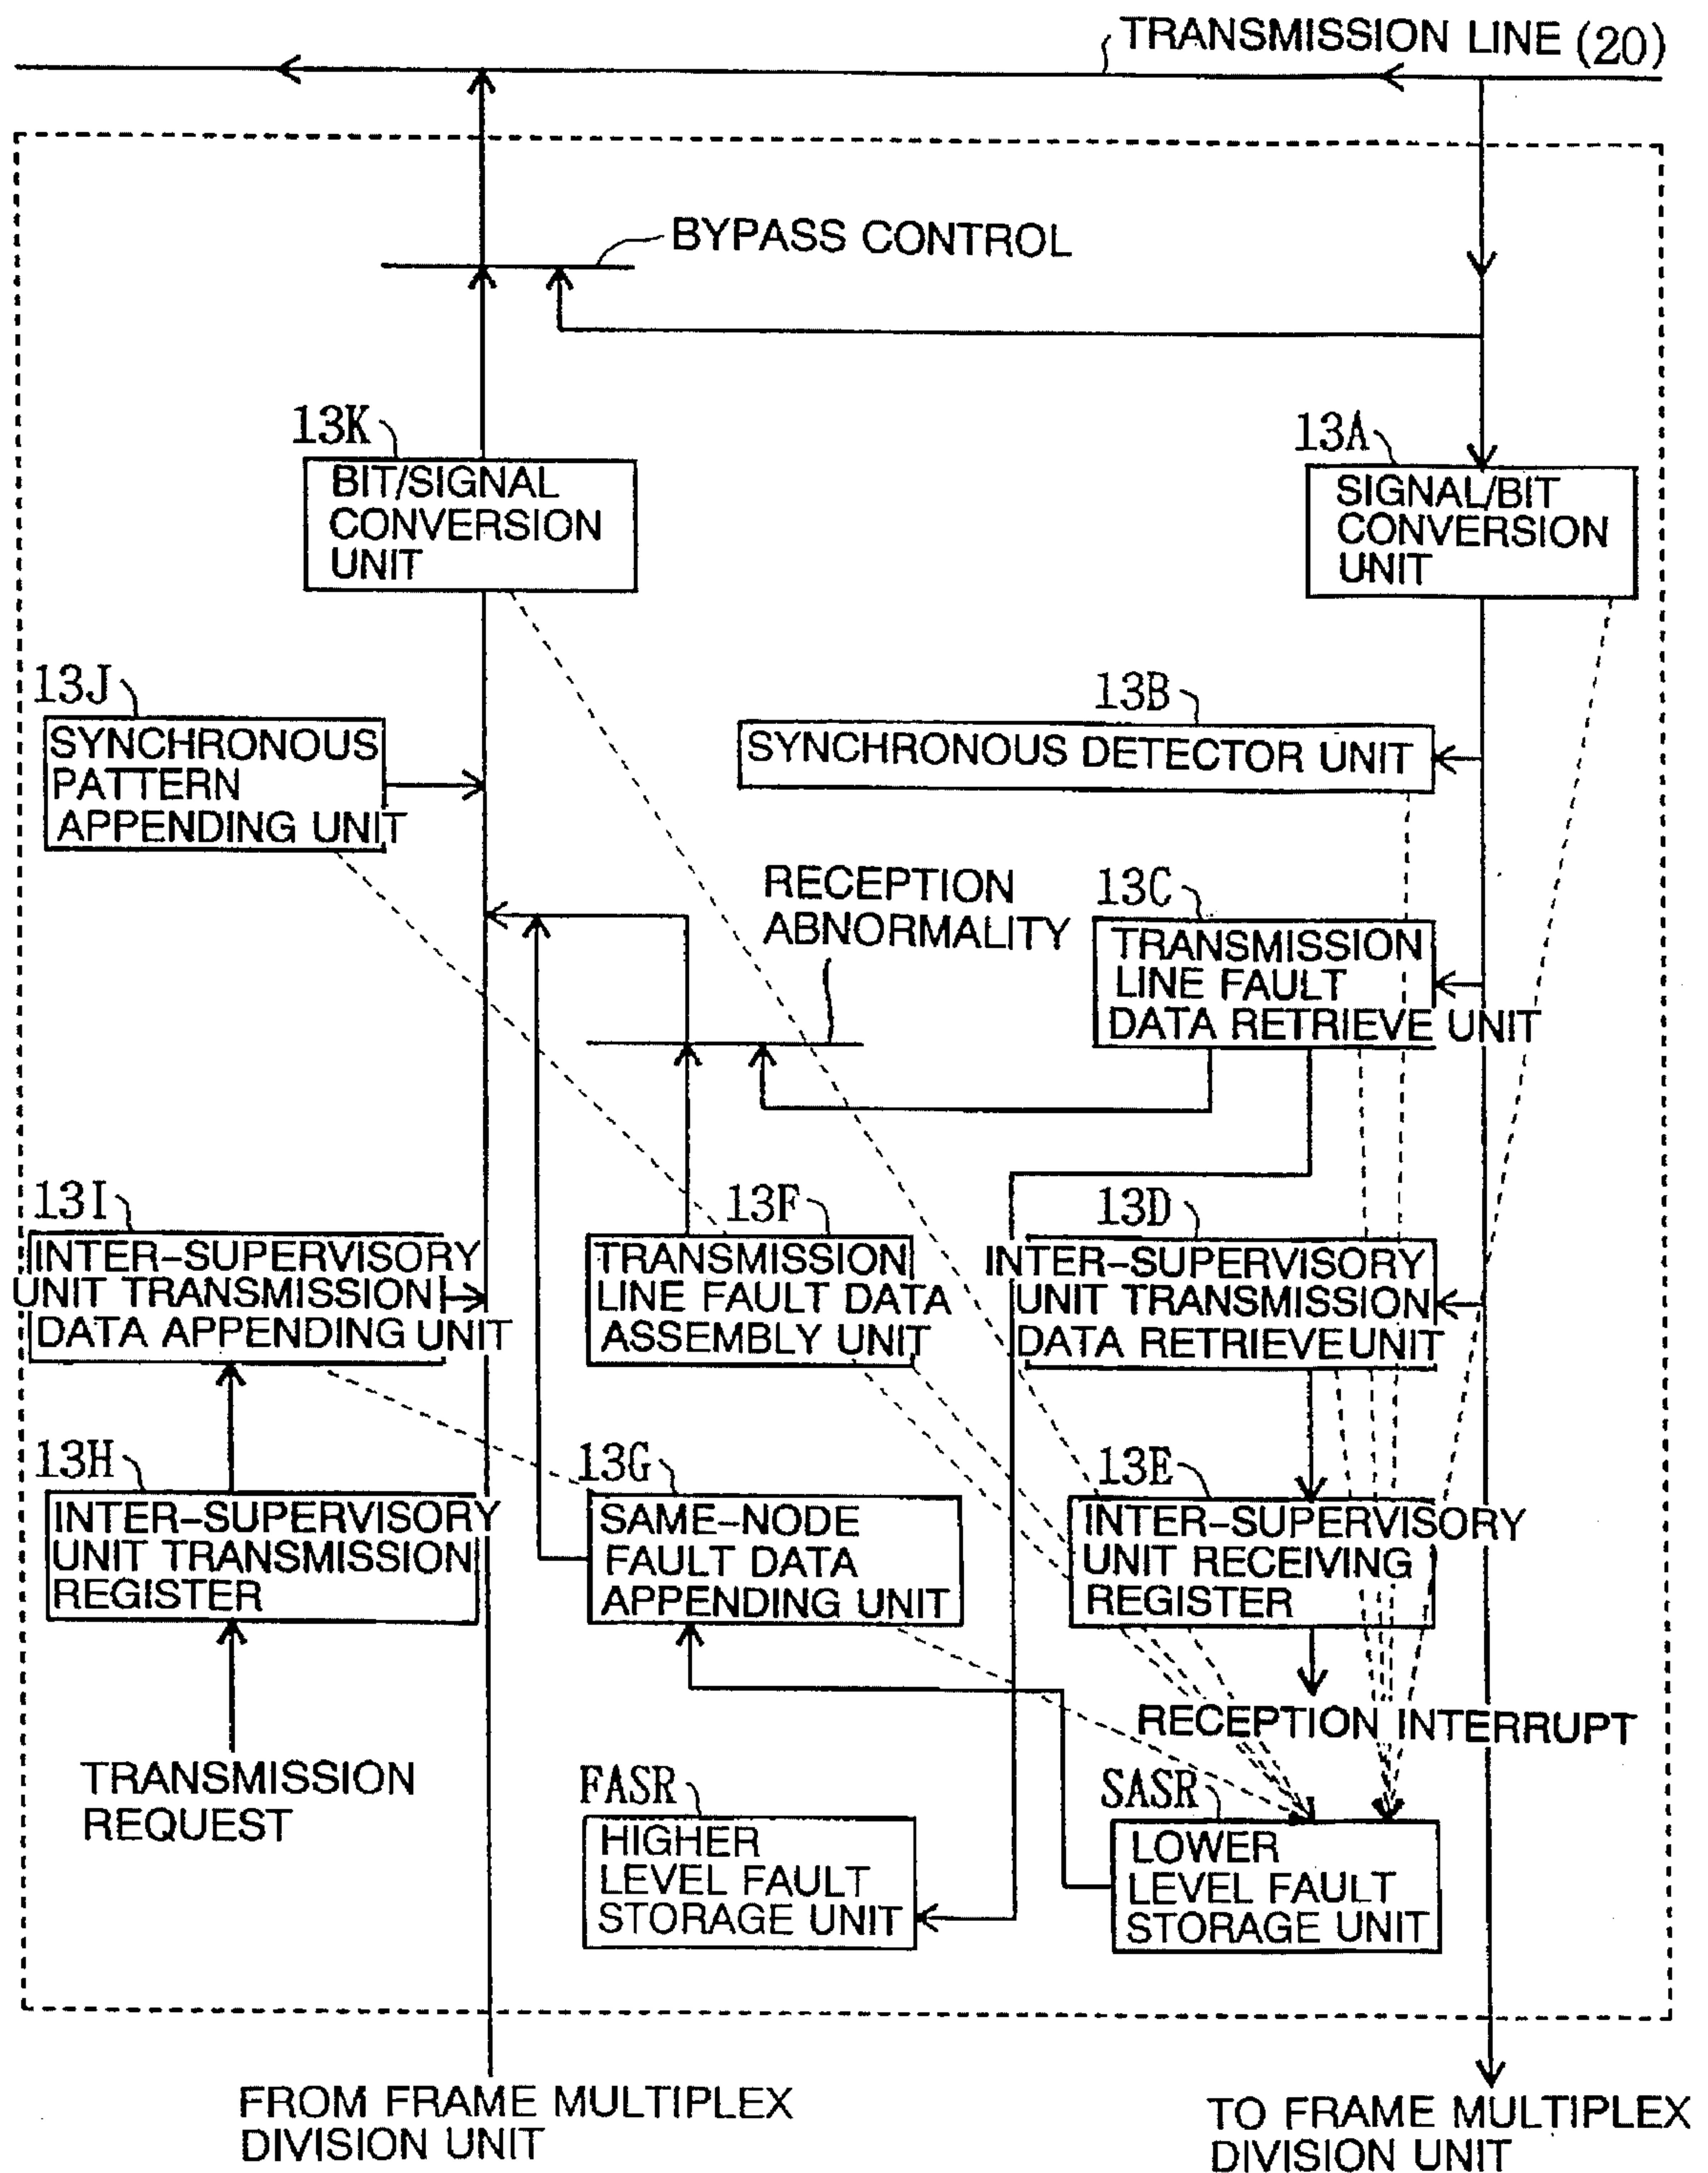 TRANSMISSION LINE (20)
BYPASS CONTROL
13K
BIT/SIGNAL
CONVERSION
UNIT
13A
SIGNAL/BIT
CONVERSION
UNIT
13J
SYNCHRONOUS
PATTERN
APPENDING UNIT
13B
SYNCHRONOUS DETECTOR UNIT
RECEPTION
ABNORMALITY
13C
TRANSMISSION
LINE FAULT
DATA RETRIEVE UNIT
13I
INTER-SUPERVISORY
UNIT TRANSMISSION
DATA APPENDING UNIT
13F
TRANSMISSION
LINE FAULT DATA
ASSEMBLY UNIT
13D
INTER-SUPERVISORY
UNIT TRANSMISSION
DATA RETRIEVE UNIT
13H
INTER-SUPERVISORY
UNIT TRANSMISSION
REGISTER
13G
SAME-NODE
FAULT DATA
APPENDING UNIT
13E
INTER-SUPERVISORY
UNIT RECEIVING
REGISTER
RECEPTION INTERRUPT
TRANSMISSION
REQUEST
FASR
HIGHER
LEVEL FAULT
STORAGE UNIT
SASR
LOWER
LEVEL FAULT
STORAGE UNIT
FROM FRAME MULTIPLEX
DIVISION UNIT
TO FRAME MULTIPLEX
DIVISION UNIT